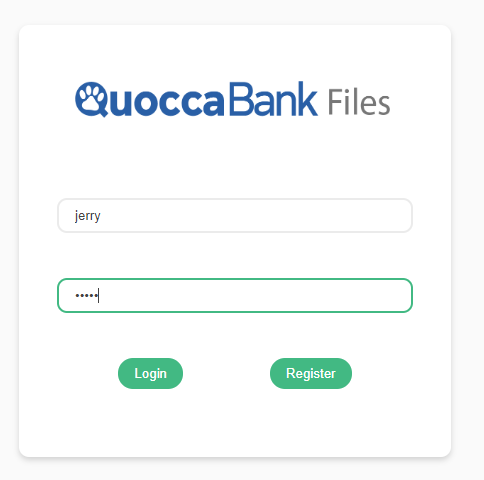 QuoccaBank Files
jerry
•••••
Login
Register